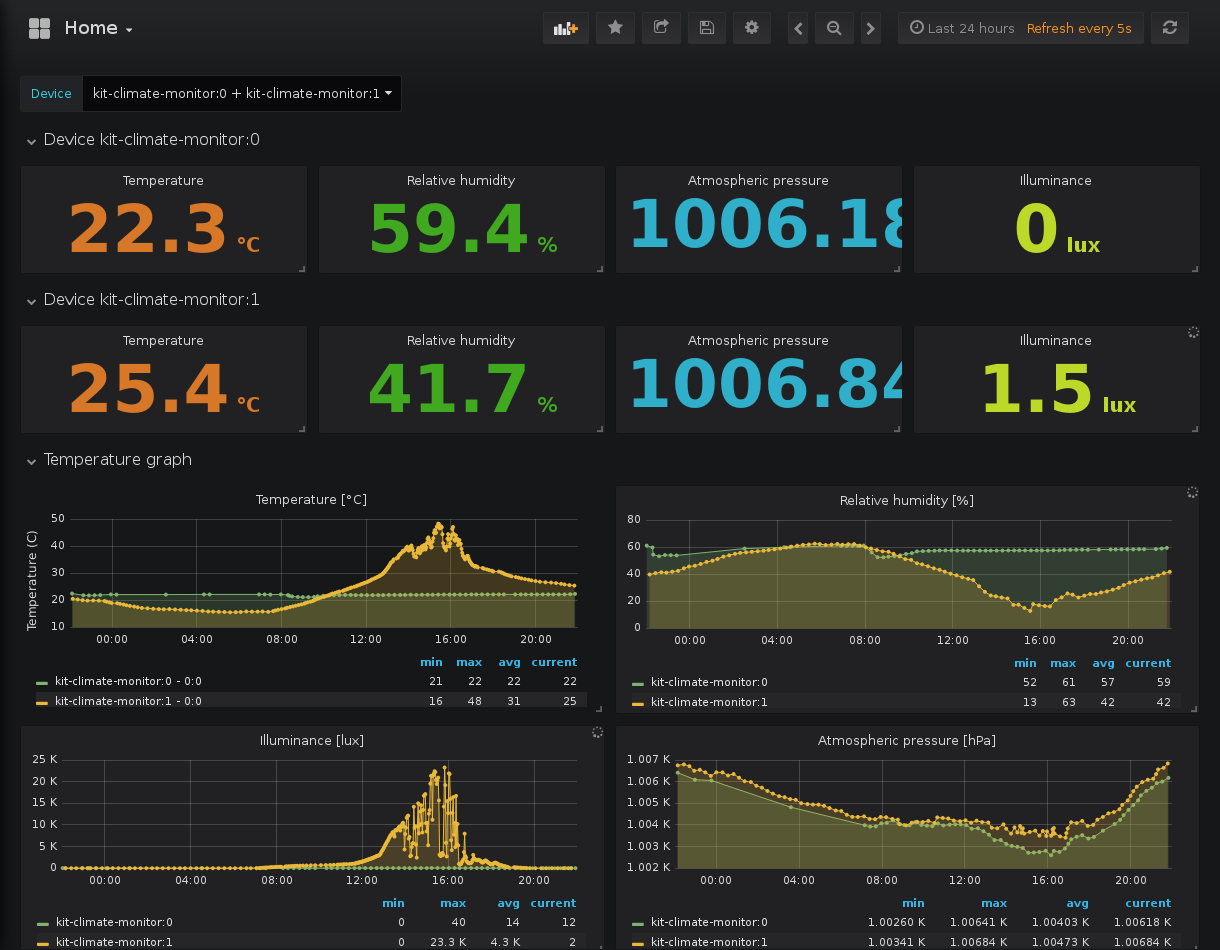 Home
Last 24 hours Refresh every 5s
Device kit-climate-monitor:0 + kit-climate-monitor:1
Device kit-climate-monitor:0
Temperature Relative humidity Atmospheric pressure Illuminance
22.3 °C 59.4 % 1006.18 0 lux
Device kit-climate-monitor:1
Temperature Relative humidity Atmospheric pressure Illuminance
25.4 °C 41.7 % 1006.84 1.5 lux
Temperature graph
Temperature [°C]
Temperature (C)
50
40
30
20
10
00:00 04:00 08:00 12:00 16:00 20:00
min max avg current
kit-climate-monitor:0 - 0:0 21 22 22 22
kit-climate-monitor:1 - 0:0 16 48 31 25
Relative humidity [%]
80
60
40
20
0
00:00 04:00 08:00 12:00 16:00 20:00
min max avg current
kit-climate-monitor:0 52 61 57 59
kit-climate-monitor:1 13 63 42 42
Illuminance [lux]
25 K
20 K
15 K
10 K
5 K
0
00:00 04:00 08:00 12:00 16:00 20:00
min max avg current
kit-climate-monitor:0 0 40 14 12
kit-climate-monitor:1 0 23.3 K 4.3 K 2
Atmospheric pressure [hPa]
1.007 K
1.006 K
1.005 K
1.004 K
1.003 K
1.002 K
00:00 04:00 08:00 12:00 16:00 20:00
min max avg current
kit-climate-monitor:0 1.00260 K 1.00641 K 1.00403 K 1.00618 K
kit-climate-monitor:1 1.00341 K 1.00684 K 1.00473 K 1.00684 K